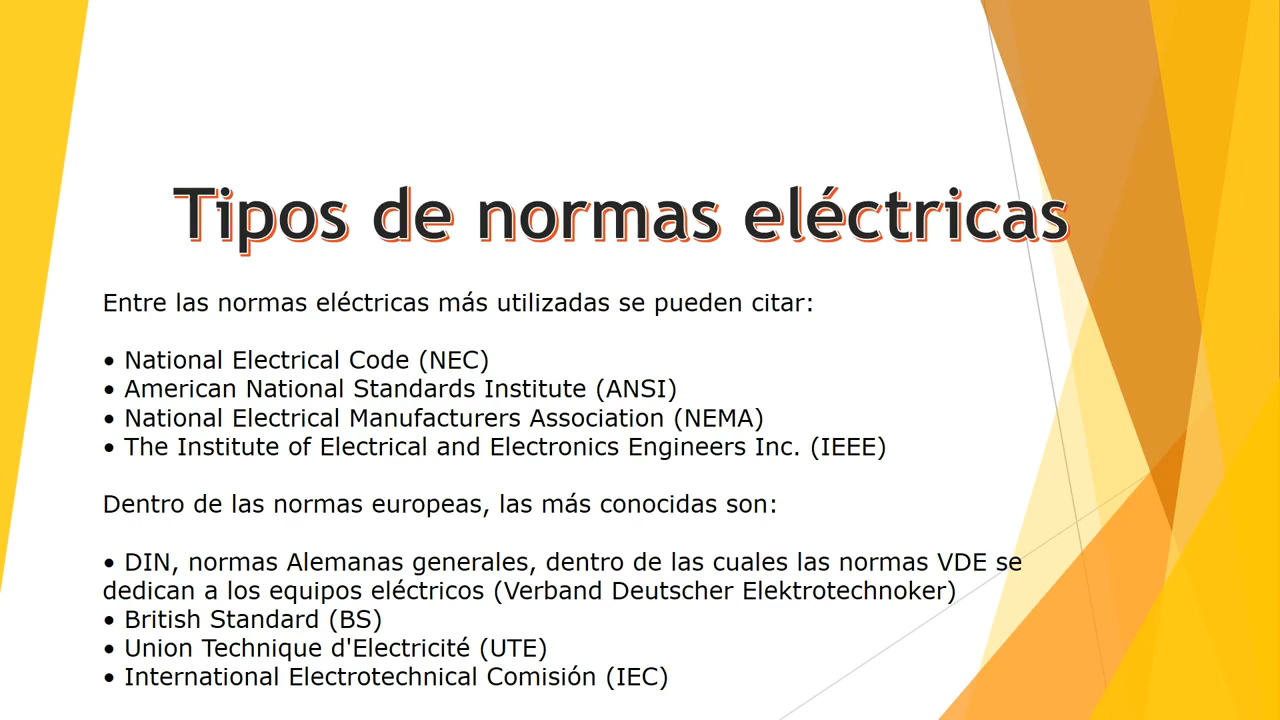 Tipos de normas eléctricas
Entre las normas eléctricas más utilizadas se pueden citar:
• National Electrical Code (NEC)
• American National Standards Institute (ANSI)
• National Electrical Manufacturers Association (NEMA)
• The Institute of Electrical and Electronics Engineers Inc. (IEEE)
Dentro de las normas europeas, las más conocidas son:
• DIN, normas Alemanas generales, dentro de las cuales las normas VDE se
dedican a los equipos eléctricos (Verband Deutscher Elektrotechnoker)
• British Standard (BS)
• Union Technique d'Electricité (UTE)
• International Electrotechnical Comisión (IEC)